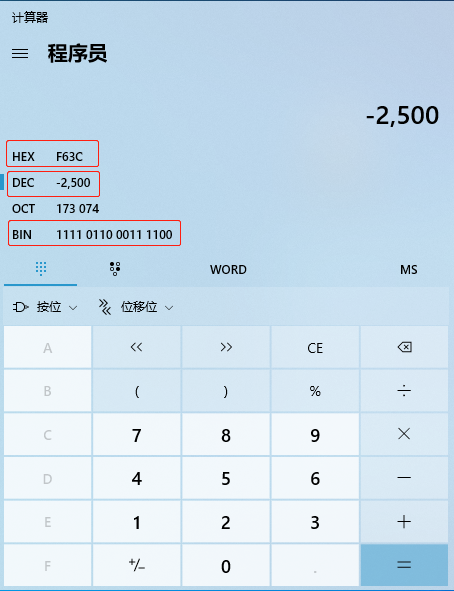 计算器
程序员
-2,500
HEX F63C
DEC -2,500
OCT 173 074
BIN 1111 0110 0011 1100
WORD MS
按位 位移位
A << >> CE
B ( ) % ÷
C 7 8 9 ×
D 4 5 6 −
E 1 2 3 +
F +/− 0 . =